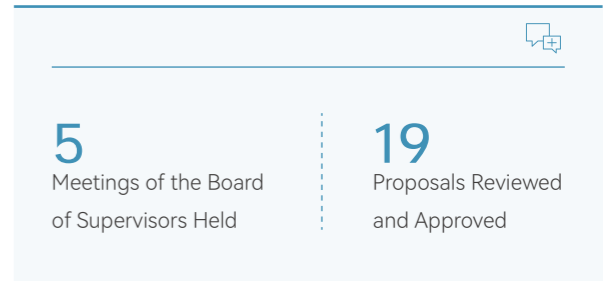 5
Meetings of the Board
of Supervisors Held
19
Proposals Reviewed
and Approved